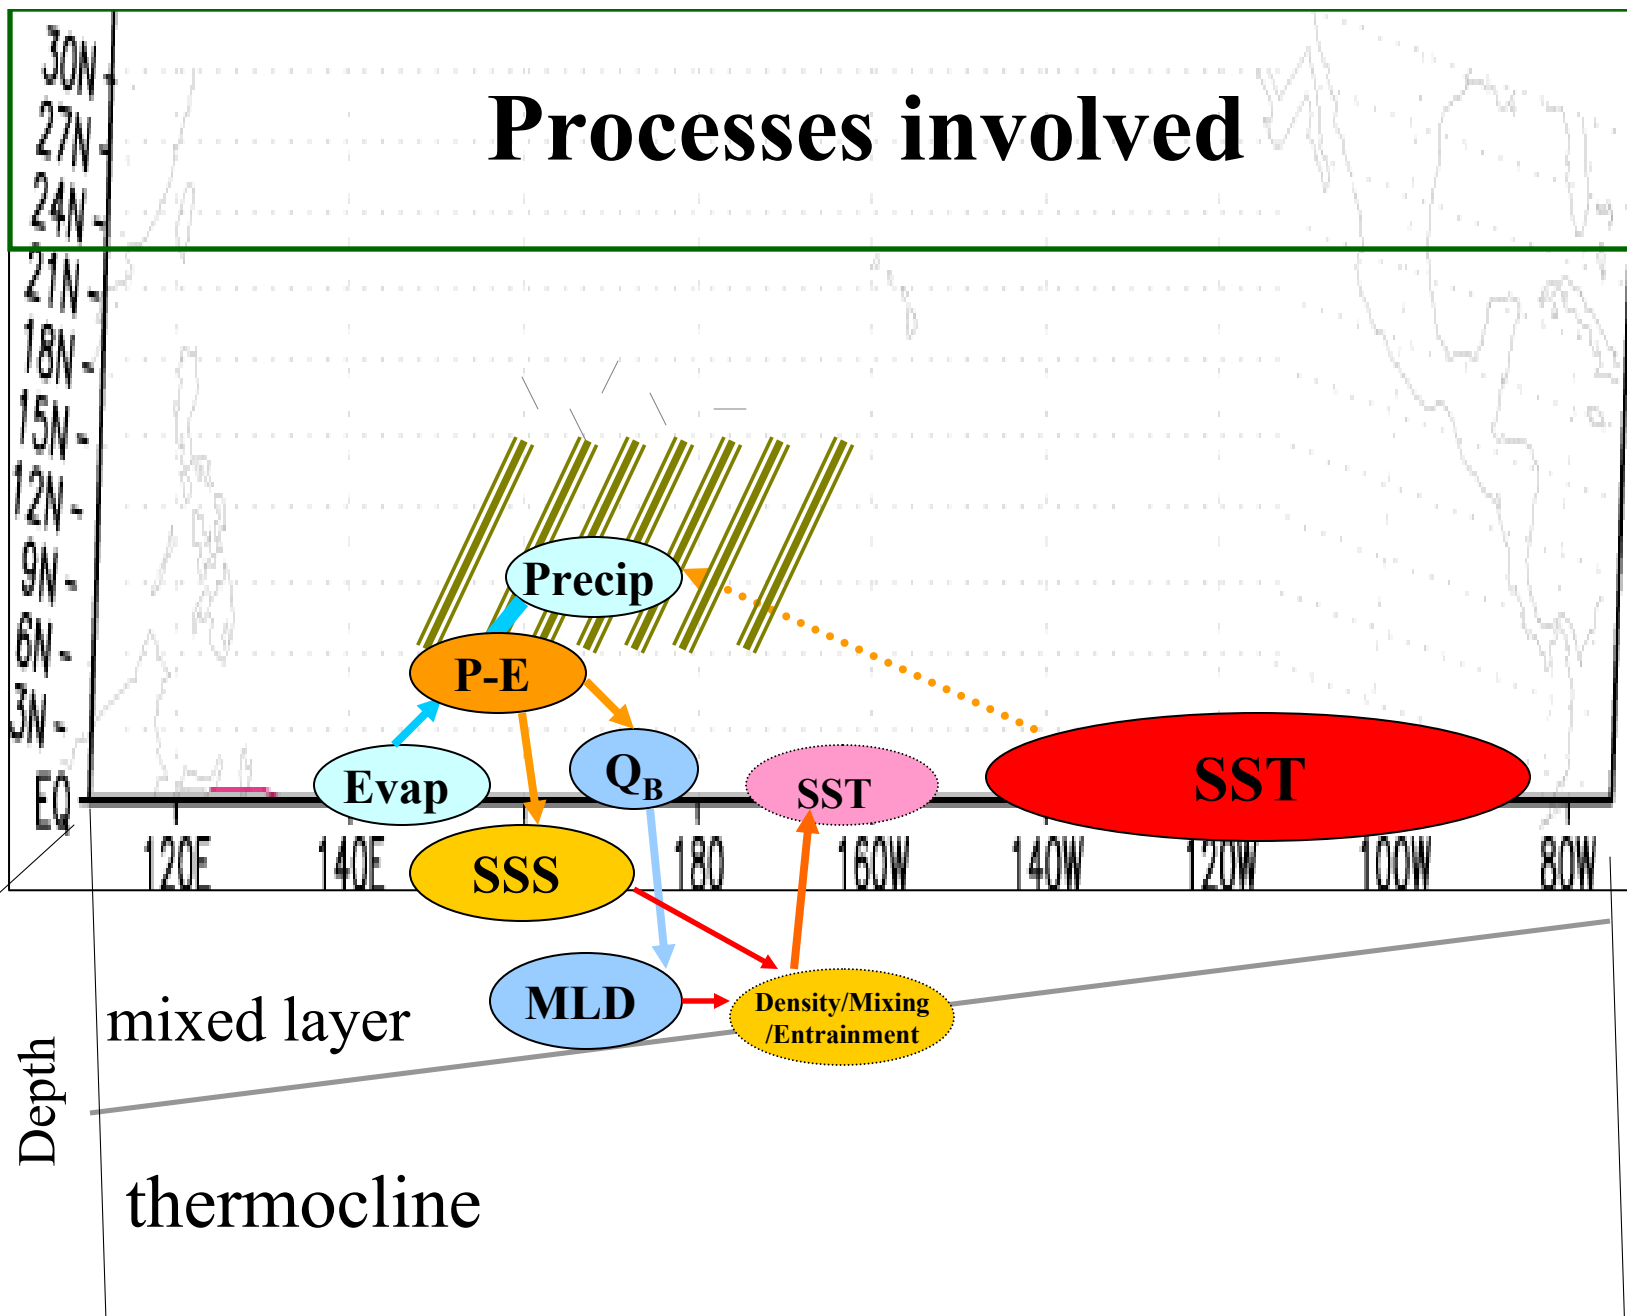 Processes involved
30N
27N
24N
21N
18N
15N
12N
9N
6N
3N
EQ
Precip
P-E
Evap
QB
SST
SST
SSS
120E
140E
180
160W
140W
120W
100W
80W
MLD
Density/Mixing
/Entrainment
mixed layer
Depth
thermocline